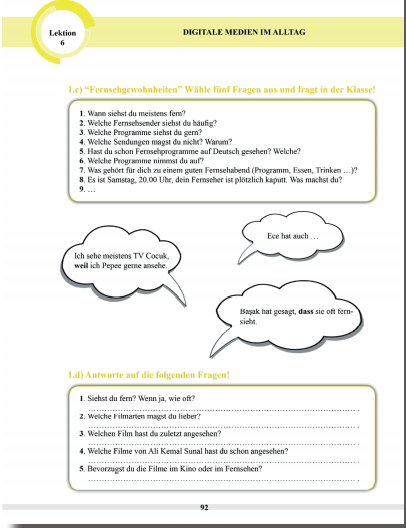 Lektion
6
DIGITALE MEDIEN IM ALLTAG
1.c) “Fernsehgewohnheiten” Wähle fünf Fragen aus und fragt in der Klasse!
1. Wann siehst du meistens fern?
2. Welche Fernsehsender siehst du häufig?
3. Welche Programme siehst du gern?
4. Welche Sendungen magst du nicht? Warum?
5. Hast du schon Fernsehprogramme auf Deutsch gesehen? Welche?
6. Welche Programme nimmst du auf?
7. Was gehört für dich zu einem guten Fernsehabend (Programm, Essen, Trinken …)?
8. Es ist Samstag, 20.00 Uhr, dein Fernseher ist plötzlich kaputt. Was machst du?
9. …
Ece hat auch …
Ich sehe meistens TV Cocuk,
weil ich Pepee gerne ansehe.
Başak hat gesagt, dass sie oft fern-
sieht.
1.d) Antworte auf die folgenden Fragen!
1. Siehst du fern? Wenn ja, wie oft?
2. Welche Filmarten magst du lieber?
3. Welchen Film hast du zuletzt angesehen?
4. Welche Filme von Ali Kemal Sunal hast du schon angesehen?
5. Bevorzugst du die Filme im Kino oder im Fernsehen?
92